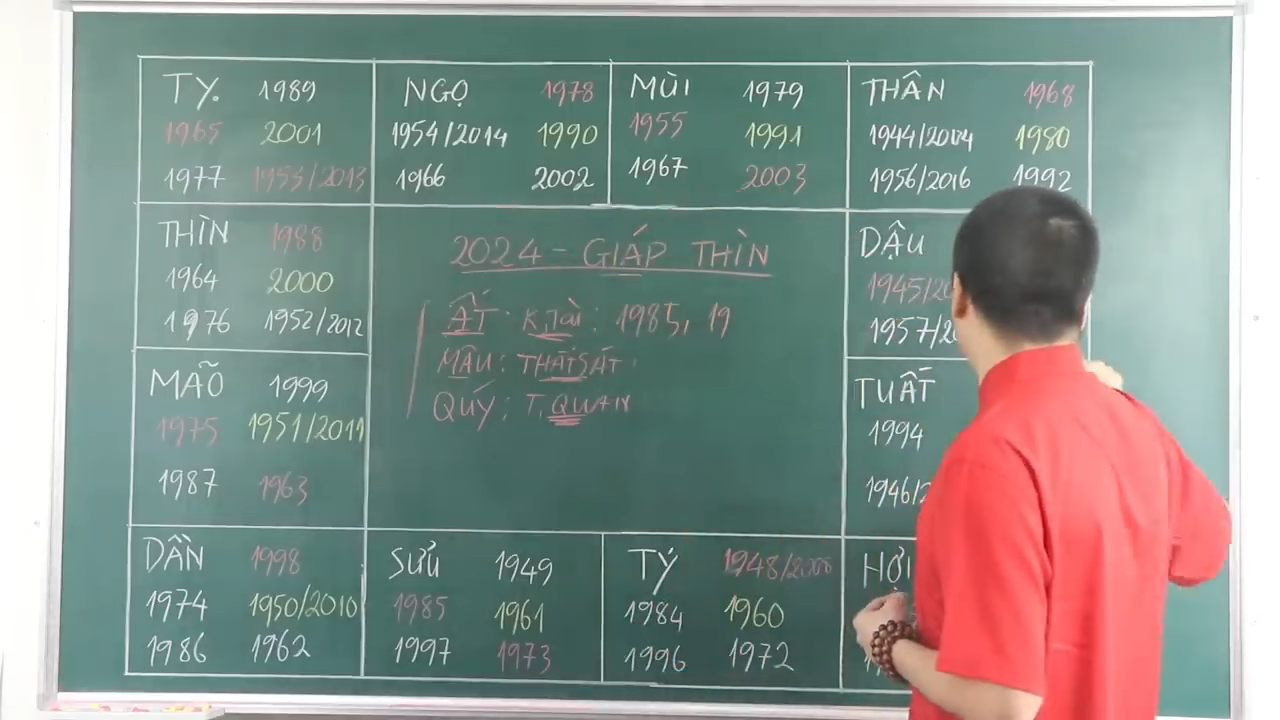 TỴ. 1989
1965 2001
1977 1953/2013
NGỌ 1978
1954/2014 1990
1966 2002
MÙI 1979
1955 1991
1967 2003
THÂN 1968
1944/2004 1980
1956/2016 1992
THÌN 1988
1964 2000
1976 1952/2012
2024 - GIÁP THÌN
ẤT: K.Tài: 1985, 19
MẬU: THẤT SÁT
QUÝ: T. QUAN
DẬU
1945/20
1957/2
MÃO 1999
1975 1951/2011
1987 1963
TUẤT
1994
1946/
DẦN 1998
1974 1950/2010
1986 1962
SỬU 1949
1985 1961
1997 1973
TÝ 1948/2008
1984 1960
1996 1972
HỢI